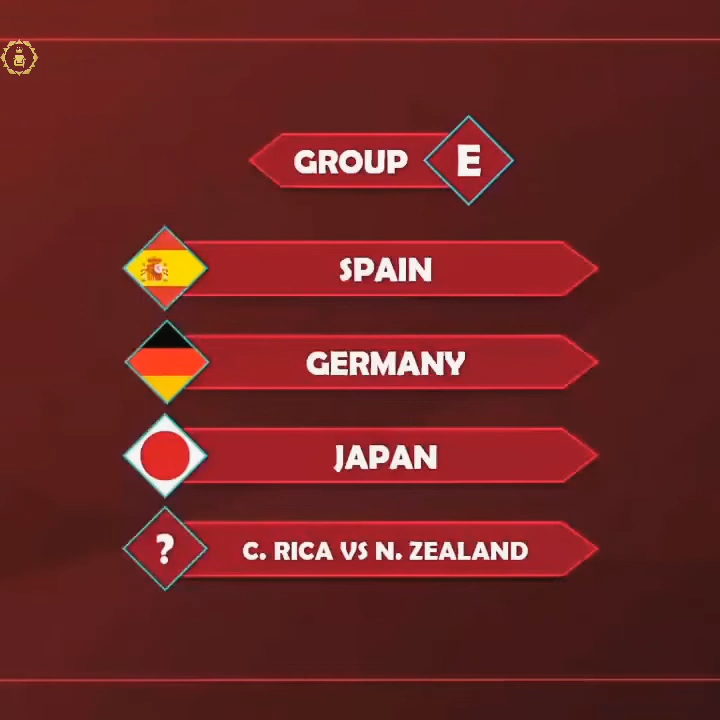 GROUP E
SPAIN
GERMANY
JAPAN
? C. RICA VS N. ZEALAND